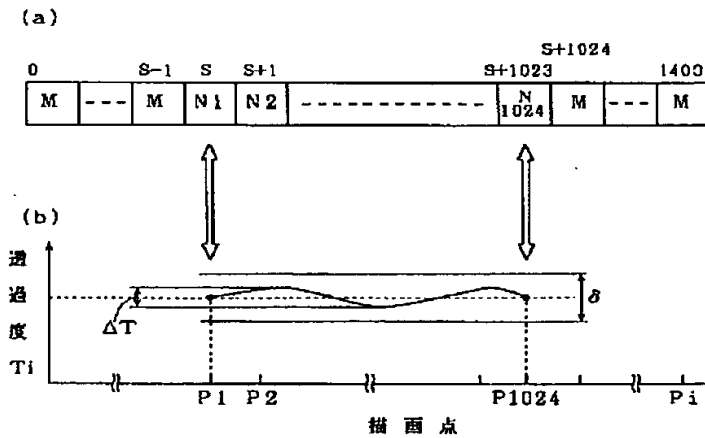 (a)
S+1024
0 S-1 S S+1 S+1023 1400
M M N1 N2 N 1024 M M
(b)
透過度 Ti
ΔT
δ
P1 P2 P1024 Pi
描画点